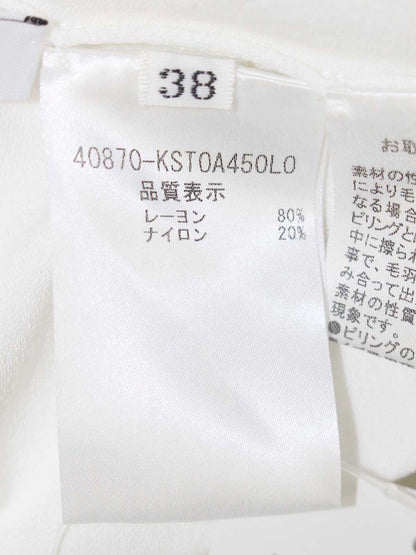 38
40870-KST0A450L0
品質表示
レーヨン 80%
ナイロン 20%
お取
素材の性
により毛
なる場合
ピリングと
中に擦られ
事で、毛羽
み合って出
素材の性質
現象です。
●ピリングの